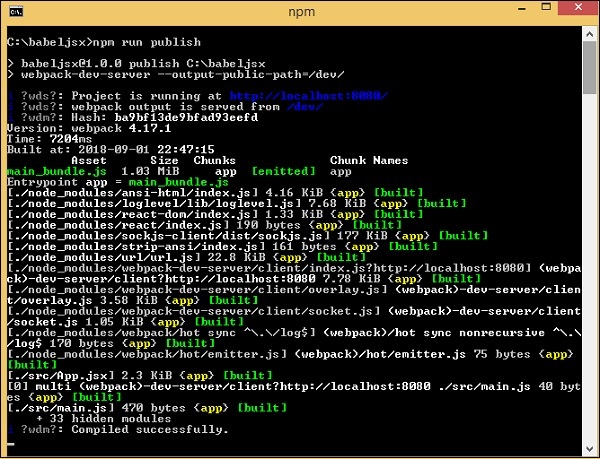 npm
C:\babeljsx>npm run publish
> babeljsx@1.0.0 publish C:\babeljsx
> webpack-dev-server --output-public-path=/dev/
?wds?: Project is running at http://localhost:8080/
?wds?: webpack output is served from /dev/
?wdm?: Hash: ba9bf13de9bfad93eefd
Version: webpack 4.17.1
Time: 7204ms
Built at: 2018-09-01 22:47:15
Asset Size Chunks Chunk Names
main_bundle.js 1.03 MiB app [emitted] app
Entrypoint app = main_bundle.js
[./node_modules/ansi-html/index.js] 4.16 KiB {app} [built]
[./node_modules/loglevel/lib/loglevel.js] 7.68 KiB {app} [built]
[./node_modules/react-dom/index.js] 1.33 KiB {app} [built]
[./node_modules/react/index.js] 190 bytes {app} [built]
[./node_modules/sockjs-client/dist/sockjs.js] 177 KiB {app} [built]
[./node_modules/strip-ansi/index.js] 161 bytes {app} [built]
[./node_modules/url/url.js] 22.8 KiB {app} [built]
[./node_modules/webpack-dev-server/client/index.js?http://localhost:8080] (webpa
ck)-dev-server/client?http://localhost:8080 7.78 KiB {app} [built]
[./node_modules/webpack-dev-server/client/overlay.js] (webpack)-dev-server/clien
t/overlay.js 3.58 KiB {app} [built]
[./node_modules/webpack-dev-server/client/socket.js] (webpack)-dev-server/client
/socket.js 1.05 KiB {app} [built]
[./node_modules/webpack/hot sync ^\.\/log$] (webpack)/hot sync nonrecursive ^\.\
/log$ 170 bytes {app} [built]
[./node_modules/webpack/hot/emitter.js] (webpack)/hot/emitter.js 75 bytes {app}
[built]
[./src/App.jsx] 2.3 KiB {app} [built]
[0] multi (webpack)-dev-server/client?http://localhost:8080 ./src/main.js 40 byt
es {app} [built]
[./src/main.js] 470 bytes {app} [built]
+ 33 hidden modules
?wdm?: Compiled successfully.